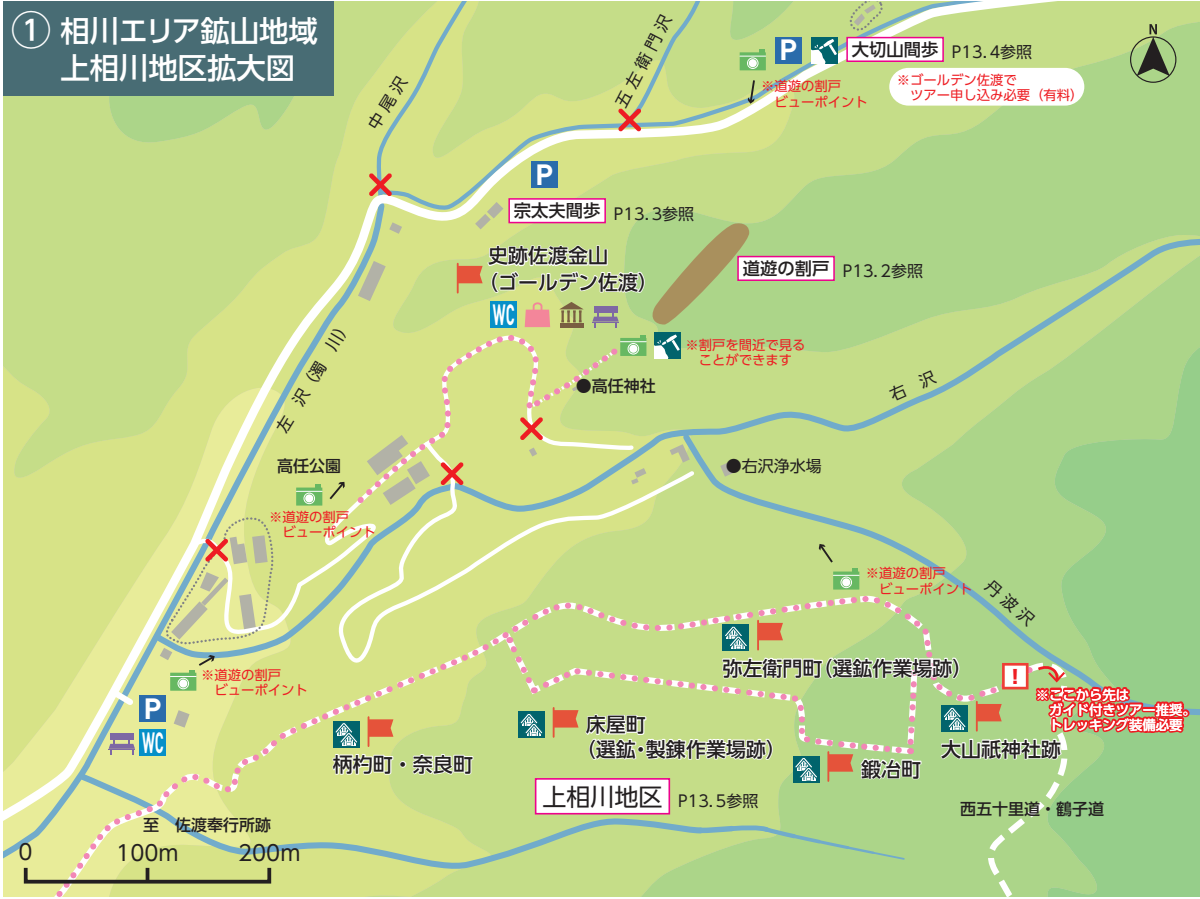 ① 相川エリア鉱山地域
上相川地区拡大図
中尾沢
五左衛門沢
P
大切山間歩 P13.4参照
※ゴールデン佐渡で
ツアー申し込み必要（有料）
※道遊の割戸
ビューポイント
N
P
宗太夫間歩 P13.3参照
史跡佐渡金山
（ゴールデン佐渡）
WC
道遊の割戸 P13.2参照
※割戸を間近で見る
ことができます
高任神社
左沢（濁川）
右沢
高任公園
※道遊の割戸
ビューポイント
右沢浄水場
※道遊の割戸
ビューポイント
丹波沢
弥左衛門町（選鉱作業場跡）
!
※ここから先は
ガイド付きツアー推奨。
トレッキング装備必要
※道遊の割戸
ビューポイント
P
WC
柄杓町・奈良町
床屋町
（選鉱・製錬作業場跡）
大山祇神社跡
鍛冶町
上相川地区 P13.5参照
西五十里道・鶴子道
至 佐渡奉行所跡
0 100m 200m